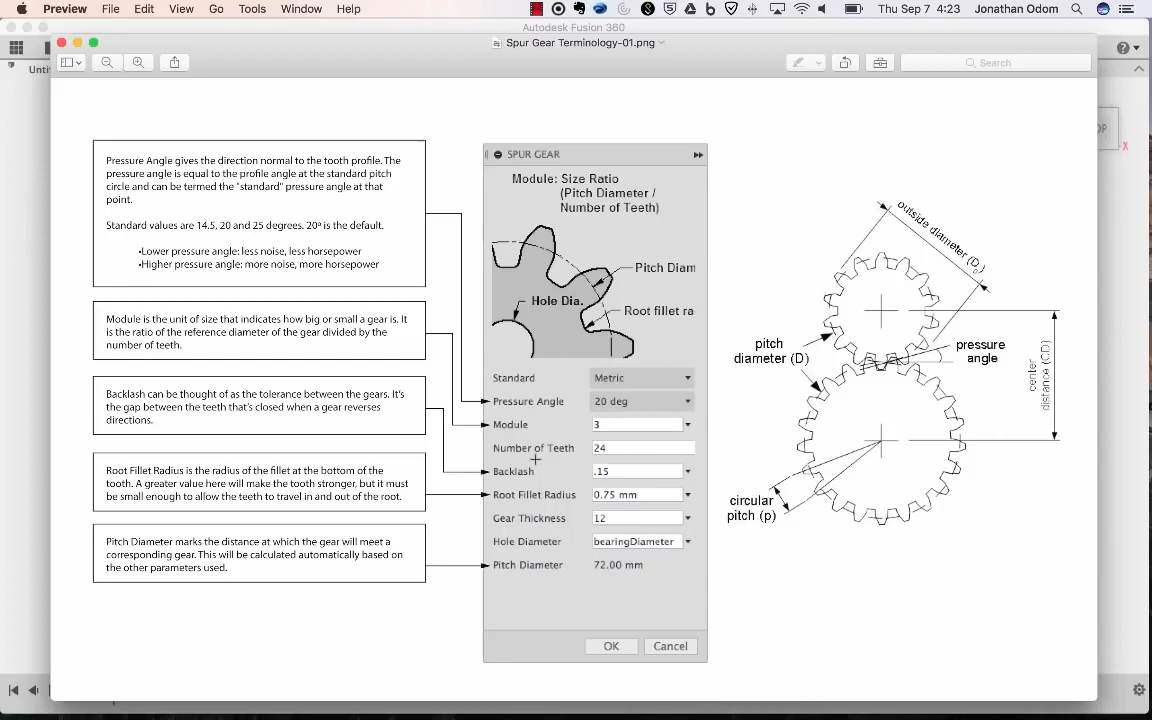 Preview File Edit View Go Tools Window Help Thu Sep 7 4:23 Jonathan Odom
Autodesk Fusion 360
Spur Gear Terminology-01.png
Search
Unti
OP
X
Pressure Angle gives the direction normal to the tooth profile. The
pressure angle is equal to the profile angle at the standard pitch
circle and can be termed the "standard" pressure angle at that
point.
Standard values are 14.5, 20 and 25 degrees. 20º is the default.
•Lower pressure angle: less noise, less horsepower
•Higher pressure angle: more noise, more horsepower
Module is the unit of size that indicates how big or small a gear is. It
is the ratio of the reference diameter of the gear divided by the
number of teeth.
Backlash can be thought of as the tolerance between the gears. It's
the gap between the teeth that's closed when a gear reverses
directions.
Root Fillet Radius is the radius of the fillet at the bottom of the
tooth. A greater value here will make the tooth stronger, but it must
be small enough to allow the teeth to travel in and out of the root.
Pitch Diameter marks the distance at which the gear will meet a
corresponding gear. This will be calculated automatically based on
the other parameters used.
SPUR GEAR
Module: Size Ratio
(Pitch Diameter /
Number of Teeth)
Pitch Diam
Hole Dia.
Root fillet ra
Standard Metric
Pressure Angle 20 deg
Module 3
Number of Teeth 24
Backlash .15
Root Fillet Radius 0.75 mm
Gear Thickness 12
Hole Diameter bearingDiameter
Pitch Diameter 72.00 mm
OK Cancel
outside diameter (Do)
pitch
diameter (D)
pressure
angle
center
distance (CD)
circular
pitch (p)